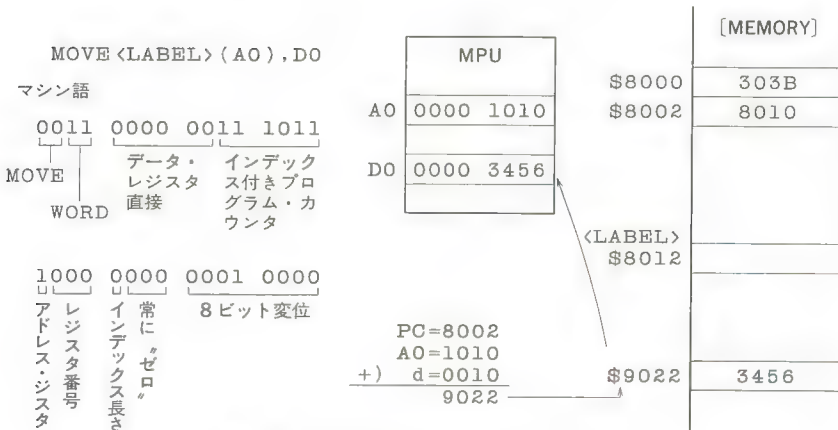 MOVE <LABEL>(A0),D0
マシン語
0011 0000 0011 1011
MOVE
WORD
データ・
レジスタ
直接
インデック
ス付きプロ
グラム・カ
ウンタ
1000 0000 0001 0000
アドレス・ジスタ
レジスタ番号
インデックス長さ
常に〝ゼロ〟
8ビット変位
MPU
A0 0000 1010
D0 0000 3456
PC=8002
A0=1010
+) d=0010
9022
[MEMORY]
$8000 303B
$8002 8010
<LABEL>
$8012
$9022 3456